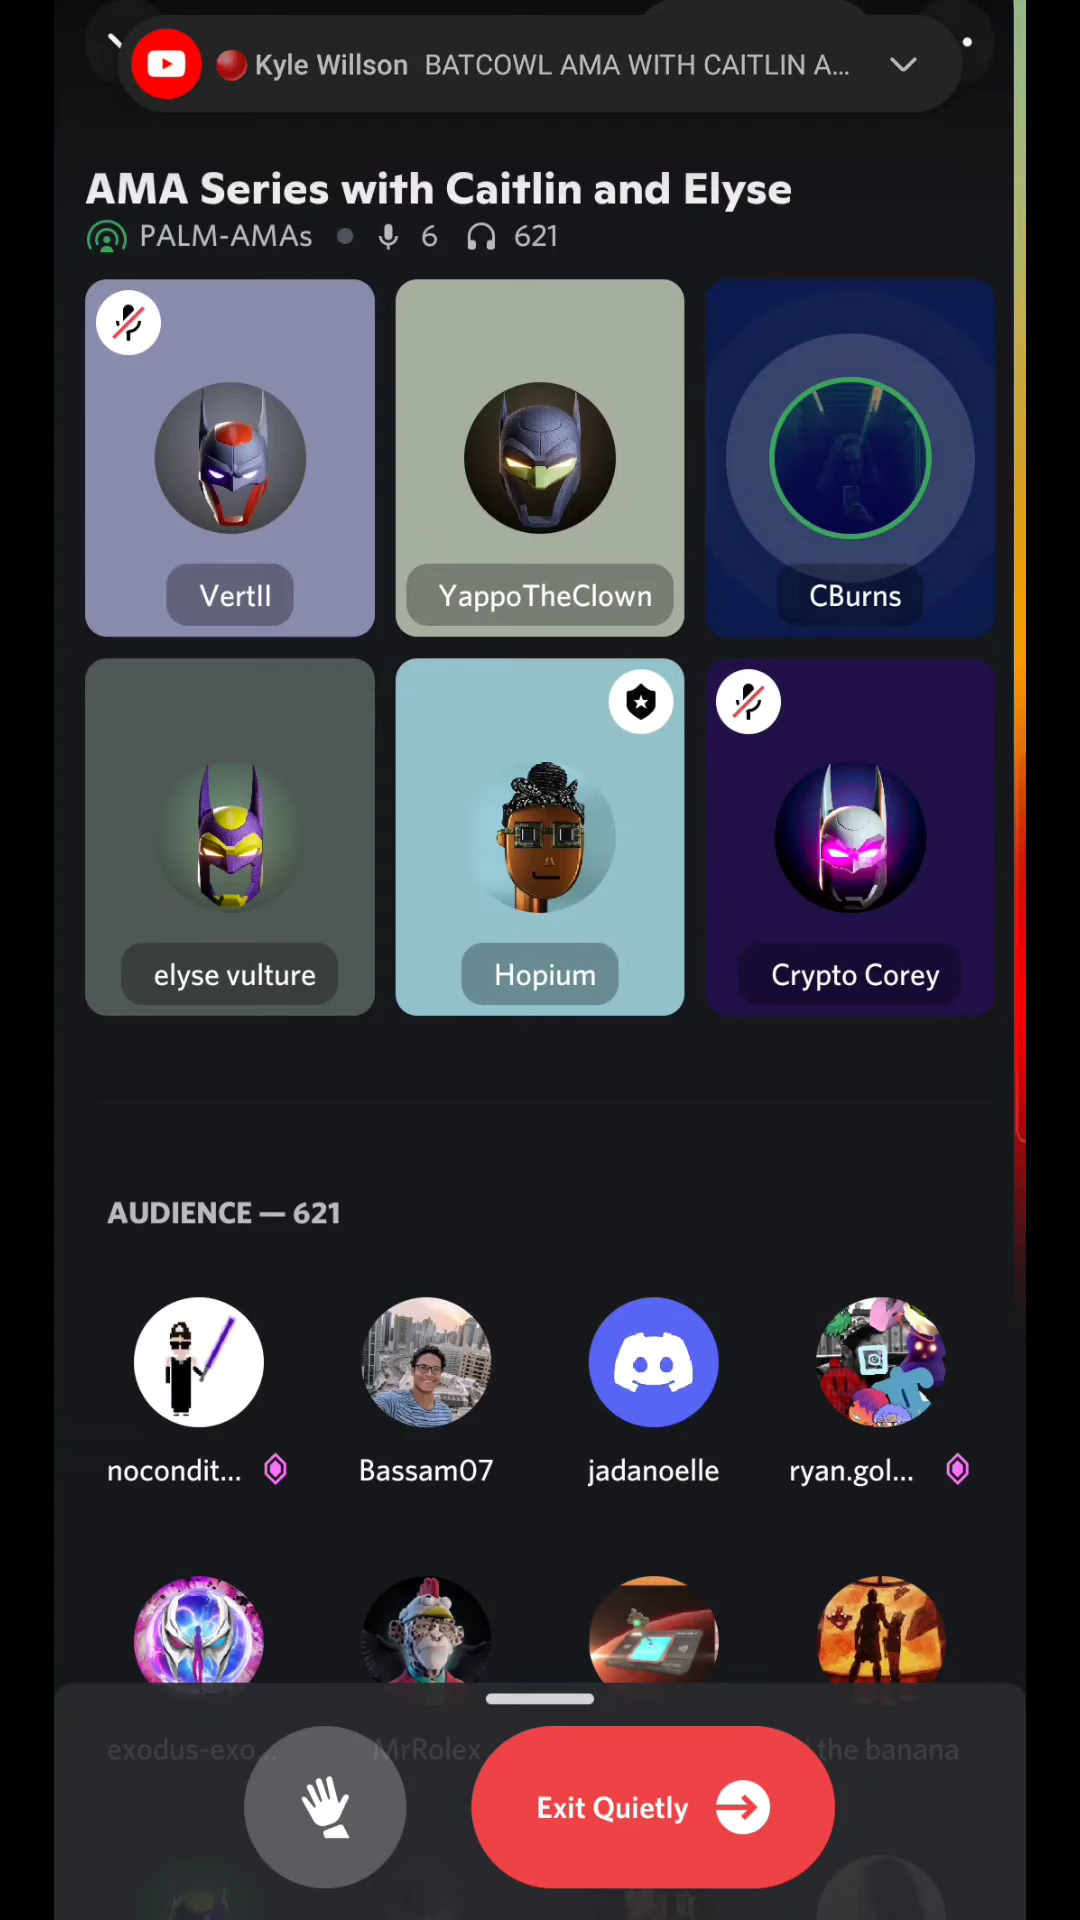 Kyle Willson BATCOWL AMA WITH CAITLIN A...
AMA Series with Caitlin and Elyse
PALM-AMAs 6 621
VertII
YappoTheClown
CBurns
elyse vulture
Hopium
Crypto Corey
AUDIENCE — 621
nocondit...
Bassam07
jadanoelle
ryan.gol...
exodus-exo...
MrRolex
the banana
Exit Quietly